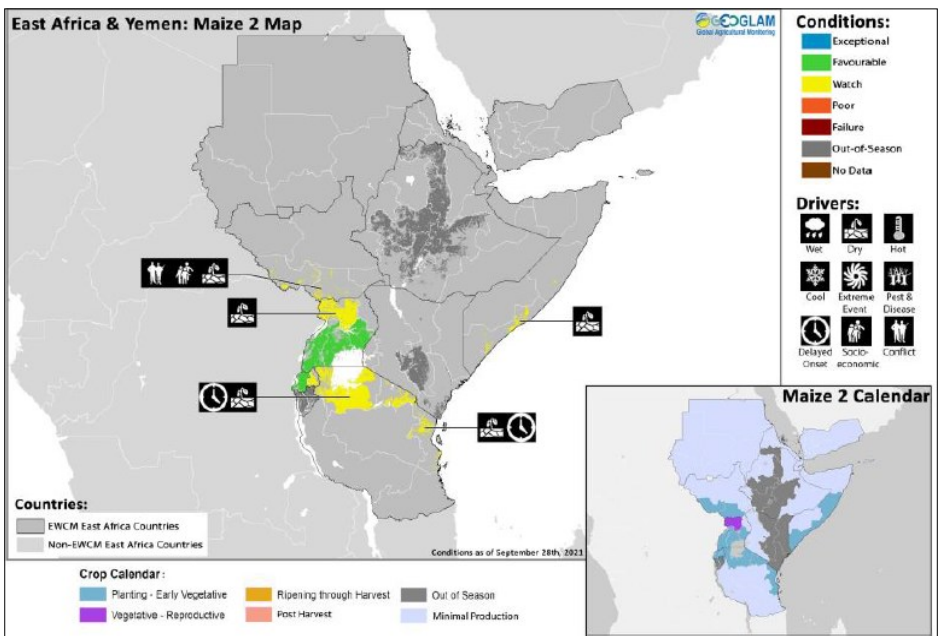 East Africa & Yemen: Maize 2 Map
GEOGLAM
Global Agricultural Monitoring
Conditions:
Exceptional
Favourable
Watch
Poor
Failure
Out-of-Season
No Data
Drivers:
Wet
Dry
Hot
Cool
Extreme Event
Pest & Disease
Delayed Onset
Socio-economic
Conflict
Countries:
EWCM East Africa Countries
Non-EWCM East Africa Countries
Conditions as of September 28th, 2021
Maize 2 Calendar
Crop Calendar :
Planting - Early Vegetative
Ripening through Harvest
Out of Season
Vegetative - Reproductive
Post Harvest
Minimal Production